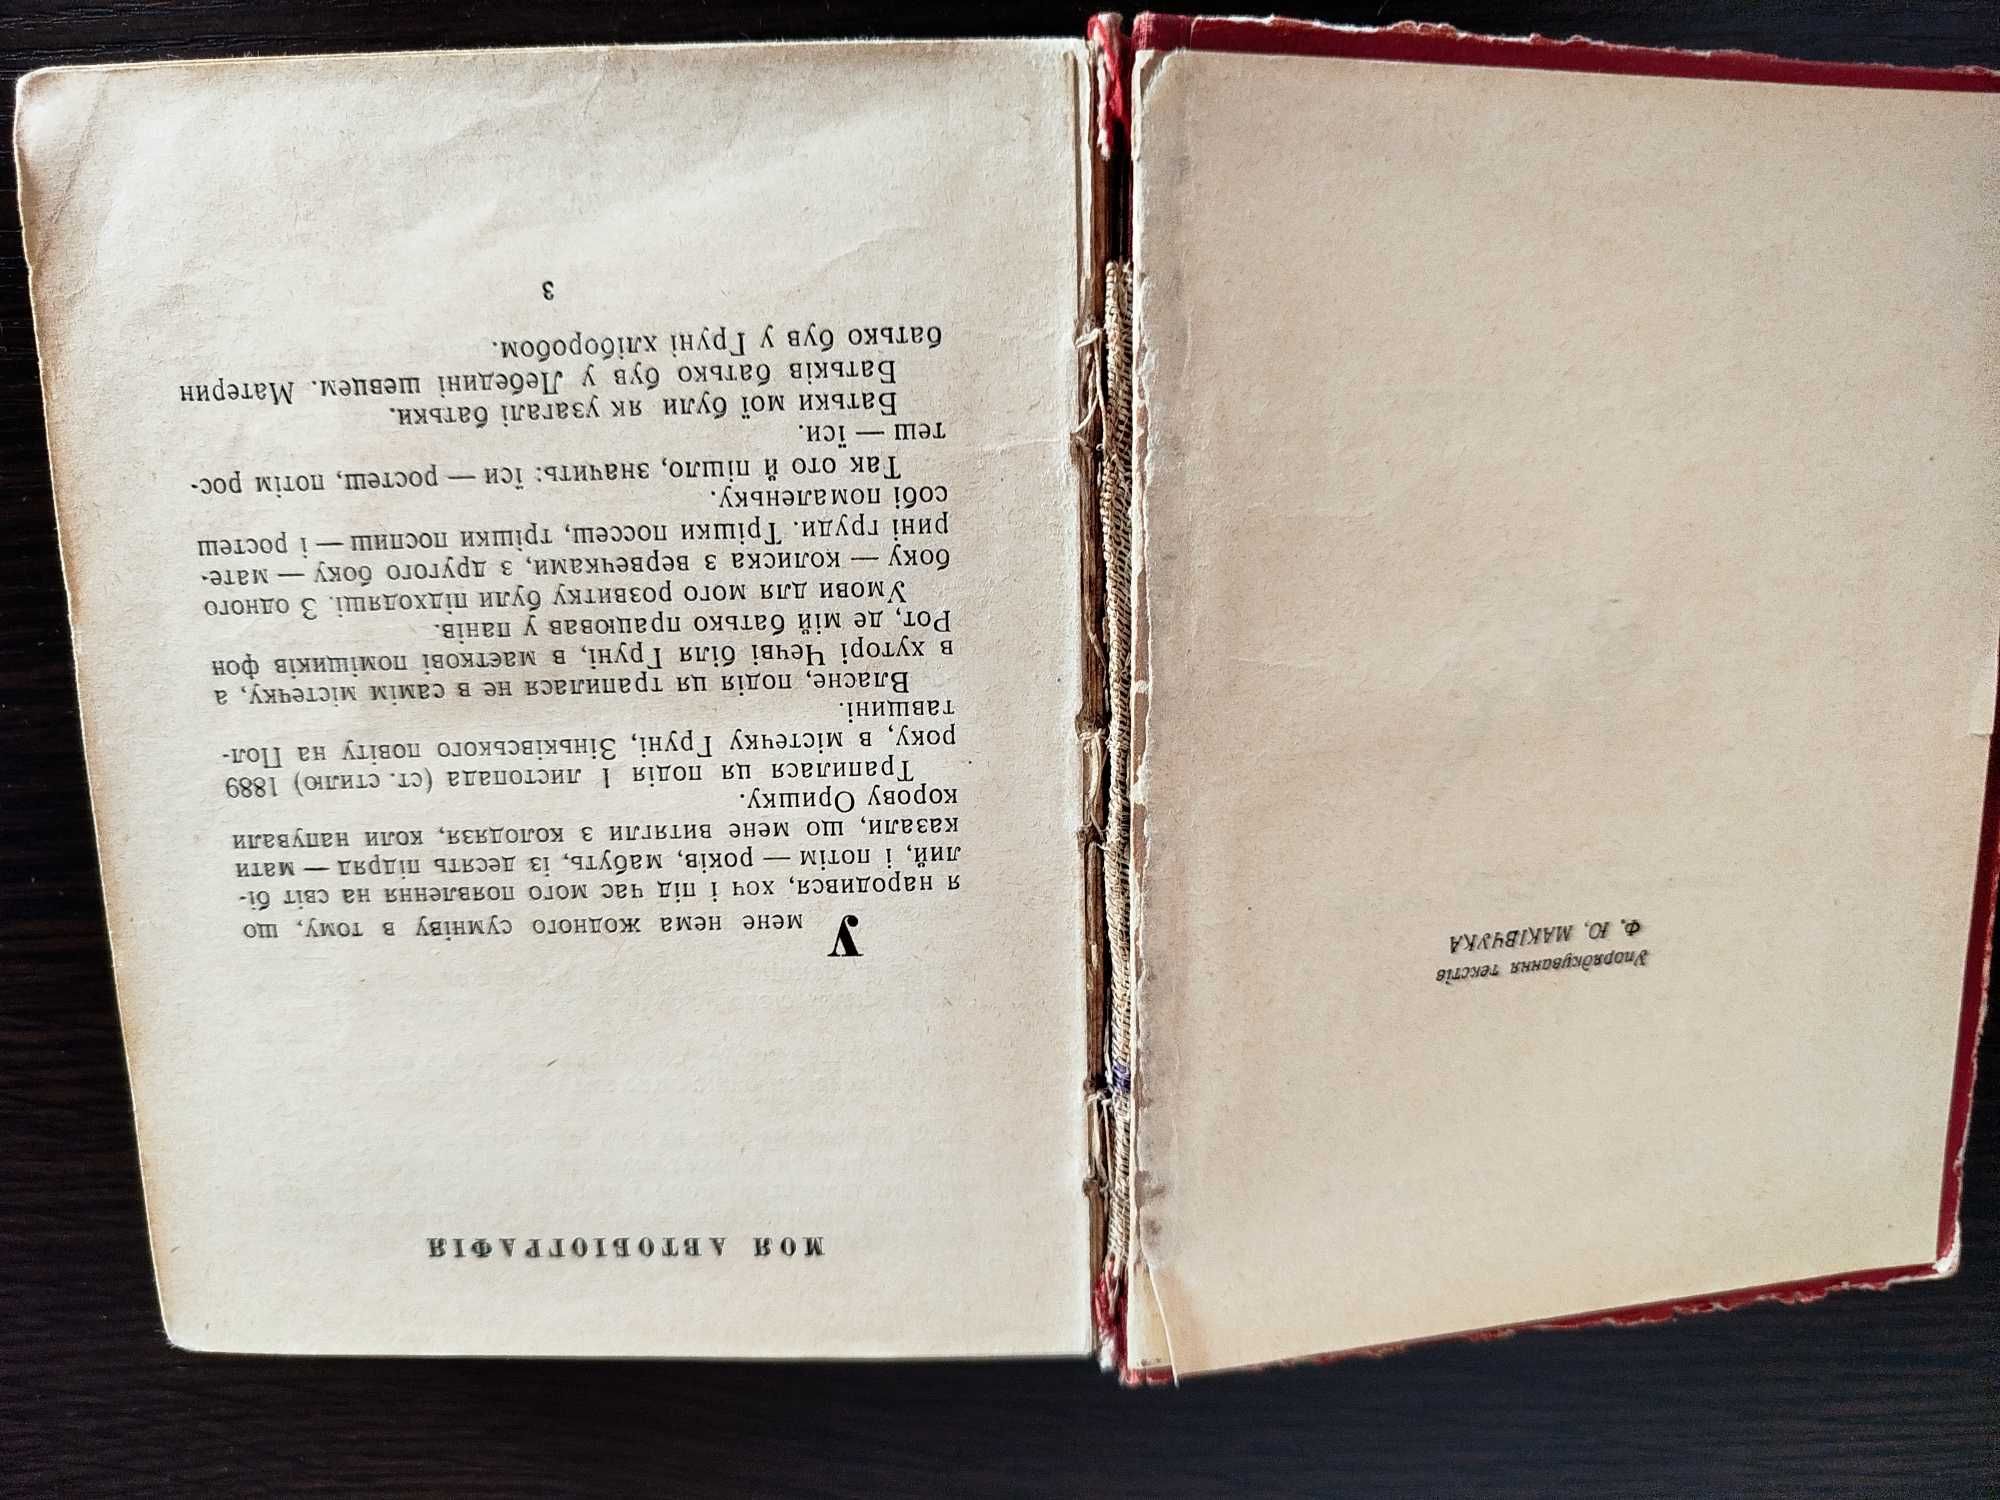 Упорядкування текстів
Ф. Ю. МАКІВЧУКА
МОЯ АВТОБІОГРАФІЯ
У мене нема жодного сумніву в тому, що
я народився, хоч і під час мого появлення на світ бі-
лий, і потім — років, мабуть, із десять підряд — мати
казали, що мене витягли з колодязя, коли напували
корову Оришку.
Трапилася ця подія 1 листопада (ст. стилю) 1889
року, в містечку Груні, Зіньківського повіту на Пол-
тавщині.
Власне, подія ця трапилася не в самім містечку, а
в хуторі Чечві біля Груні, в маєткові поміщиків фон
Рот, де мій батько працював у панів.
Умови для мого розвитку були підходящі. З одного
боку — колиска з вервечками, з другого боку — мате-
рині груди. Трішки поссеш, трішки поспиш — і ростеш
собі помаленьку.
Так ото й пішло, значить: їси — ростеш, потім рос-
теш — їси.
Батьки мої були як узагалі батьки.
Батьків батько був у Лебедині шевцем. Материн
батько був у Груні хліборобом.
3